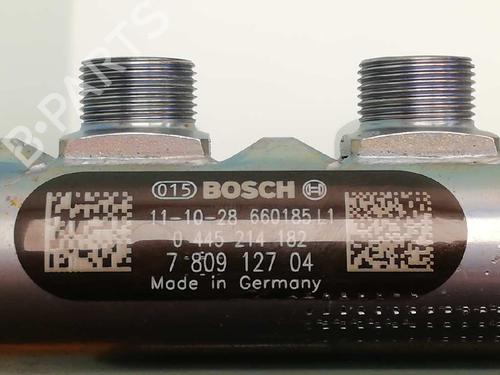 B-PARTS
015 BOSCH
11-10-28 660185 L1
0 445 214 182
7 809 127 04
Made in Germany